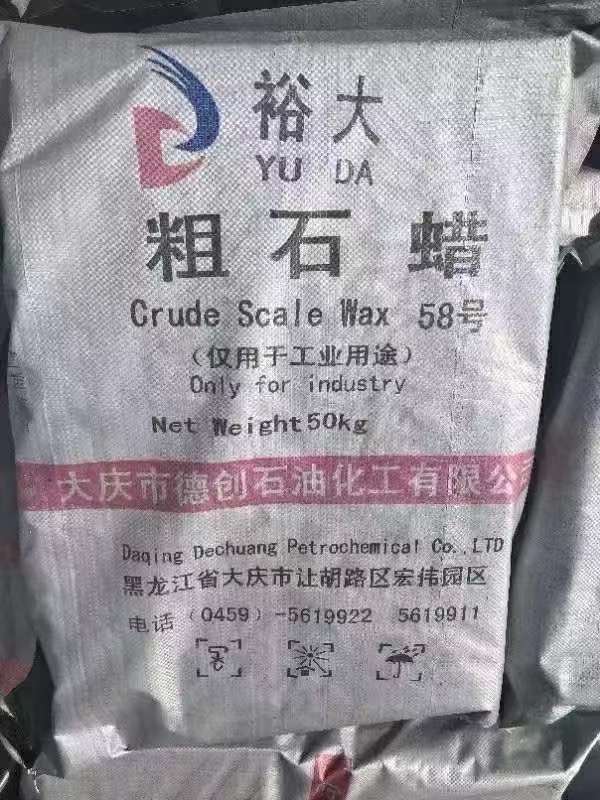 裕大
YU DA
粗石蜡
Crude Scale Wax 58号
（仅用于工业用途）
Only for industry
Net Weight 50kg
大庆市德创石油化工有限公司
Daqing Dechuang Petrochemical Co.,LTD
黑龙江省大庆市让胡路区宏伟园区
电话（0459）-5619922 5619911